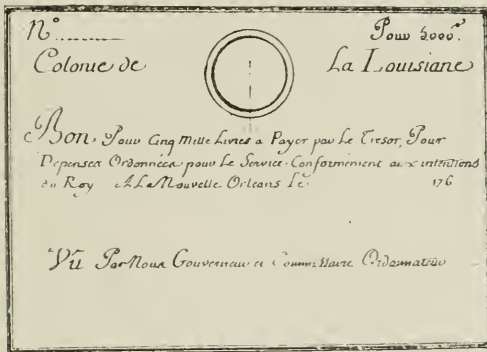 N° ......... Pour 5000 ₶.
Colonie de La Louisiane
Bon, Pour Cinq Mille Livres a Payer par Le Tresor, Pour
Depenses Ordonnées pour Le Service Conformement aux intentions
du Roy A La Nouvelle Orleans Le 176
Vû Par Nous Gouverneur et Commissaire Ordonnateur